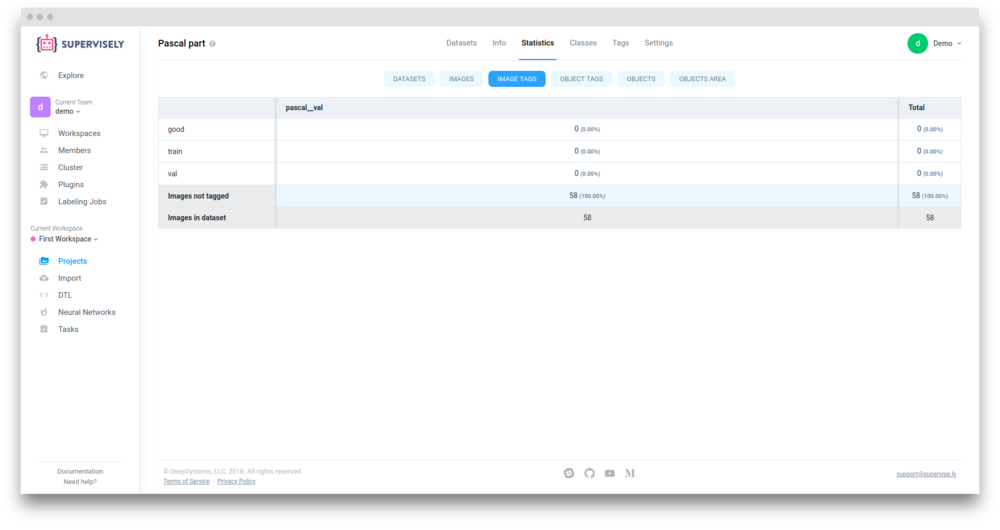 SUPERVISELY
Pascal part ?
Datasets Info Statistics Classes Tags Settings
d Demo
Explore
DATASETS IMAGES IMAGE TAGS OBJECT TAGS OBJECTS OBJECTS AREA
d
Current Team
demo
pascal__val Total
good 0 (0.00%) 0 (0.00%)
train 0 (0.00%) 0 (0.00%)
val 0 (0.00%) 0 (0.00%)
Images not tagged 58 (100.00%) 58 (100.00%)
Images in dataset 58 58
Workspaces
Members
Cluster
Plugins
Labeling Jobs
Current Workspace
First Workspace
Projects
Import
DTL
Neural Networks
Tasks
Documentation
Need help?
© DeepSystems, LLC, 2018. All rights reserved.
Terms of Service · Privacy Policy
support@supervise.ly